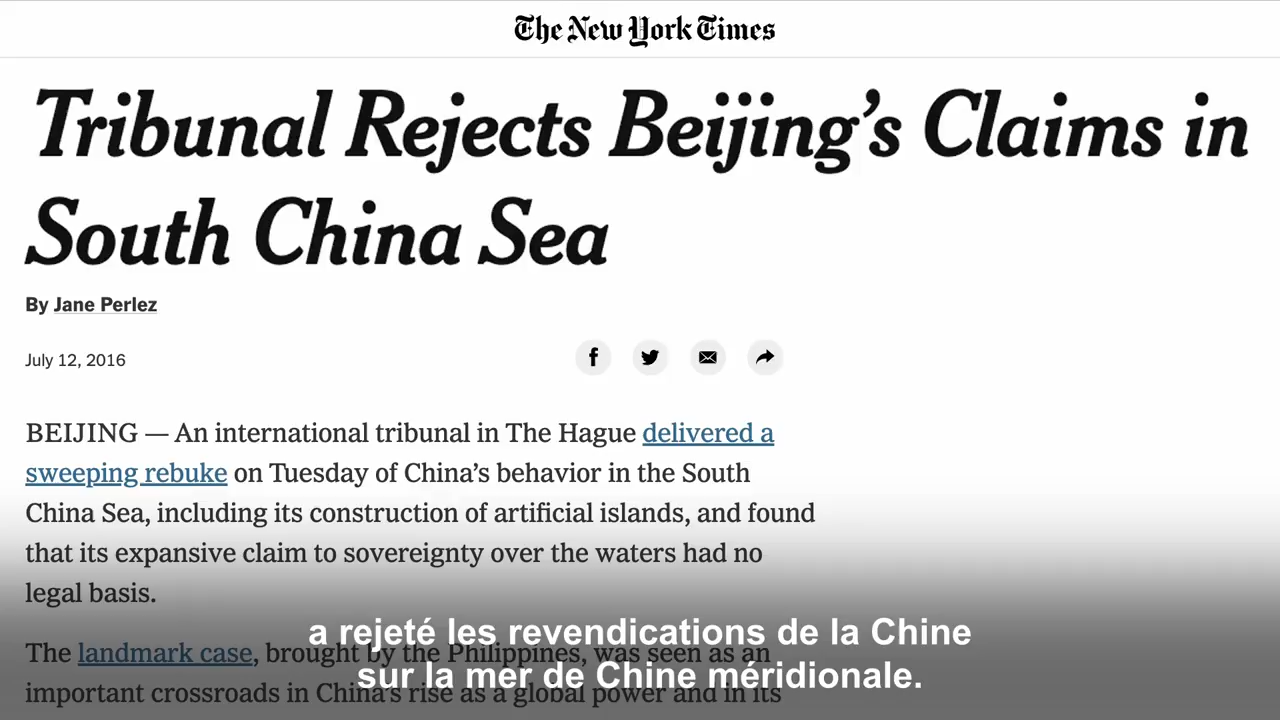 The New York Times
Tribunal Rejects Beijing’s Claims in
South China Sea
By Jane Perlez
July 12, 2016
BEIJING — An international tribunal in The Hague delivered a
sweeping rebuke on Tuesday of China’s behavior in the South
China Sea, including its construction of artificial islands, and found
that its expansive claim to sovereignty over the waters had no
legal basis.
The landmark case, brought by the Philippines, was seen as an
important crossroads in China’s rise as a global power and in its
a rejeté les revendications de la Chine
sur la mer de Chine méridionale.